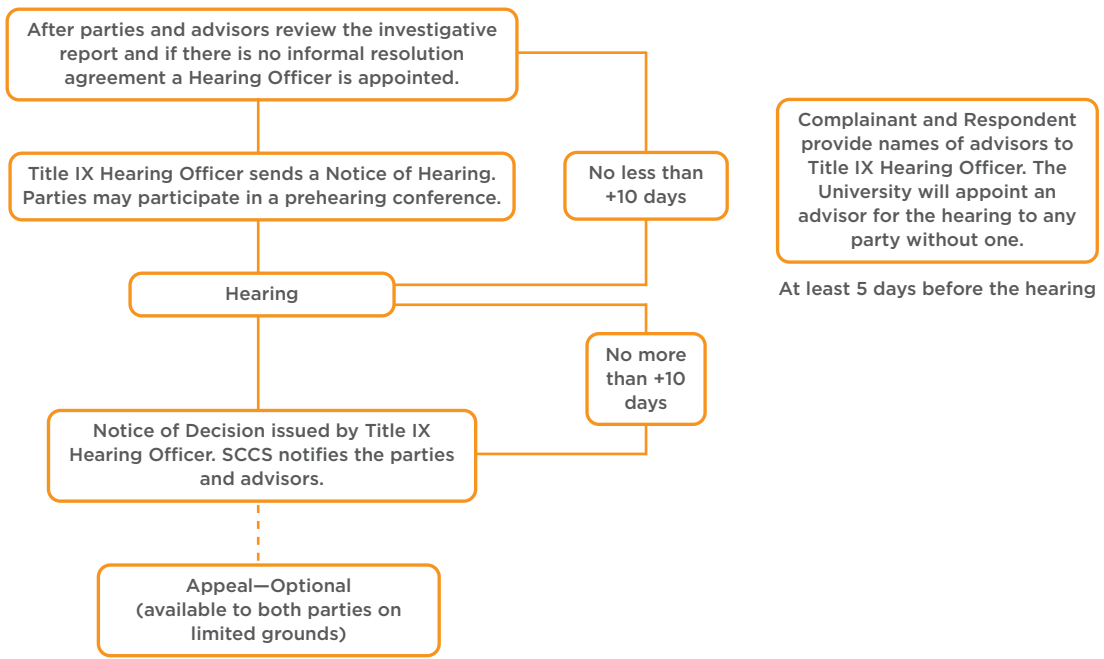 After parties and advisors review the investigative
report and if there is no informal resolution
agreement a Hearing Officer is appointed.
Title IX Hearing Officer sends a Notice of Hearing.
Parties may participate in a prehearing conference.
No less than
+10 days
Complainant and Respondent
provide names of advisors to
Title IX Hearing Officer. The
University will appoint an
advisor for the hearing to any
party without one.
At least 5 days before the hearing
Hearing
No more
than +10
days
Notice of Decision issued by Title IX
Hearing Officer. SCCS notifies the parties
and advisors.
Appeal—Optional
(available to both parties on
limited grounds)